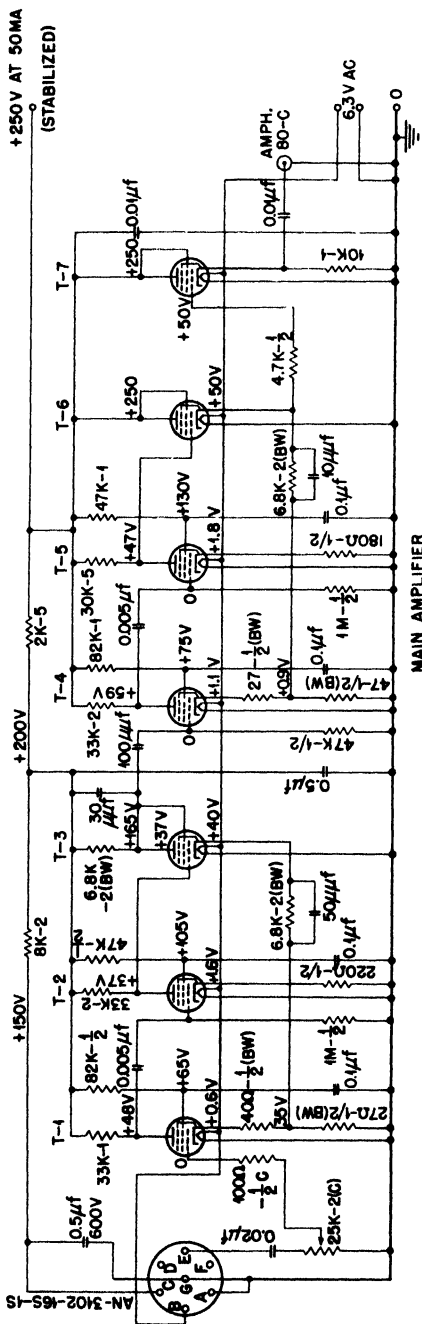 +250V AT 50MA
(STABILIZED)
T-1
T-2
T-3
T-4
T-5
T-6
T-7
+150V
8K-2
+200V
2K-5
0.5µf
600V
AN-3102-16S-1S
A
B
C
D
E
F
G
0.02µf
25K-2(C)
100Ω
-½C
33K-1
+48V
82K-½
0.005µf
+65V
0
+0.6V
40Ω-½(BW)
.35V
27Ω-1/2(BW)
0.1µf
1M-½
33K-2
+37V
47K-½
+105V
+1.6V
220Ω-1/2
0.1µf
6.8K-2(BW)
50µµf
6.8K
-2(BW)
30
µµf
+165V
+37V
+40V
0.5µf
100µµf
33K-2
+59V
82K-1
0.005µf
+75V
0
+1.1V
27-½(BW)
+0.9V
47-1/2(BW)
47K-1/2
0.1µf
1M-½
30K-5
+47V
47K-1
+130V
0
+1.8V
180Ω-1/2
0.1µf
6.8K-2(BW)
10µµf
+250
+50V
4.7K-½
+250
0.01µf
+50V
10K-1
0.01µf
AMPH.
80-C
6.3V AC
0
MAIN AMPLIFIER